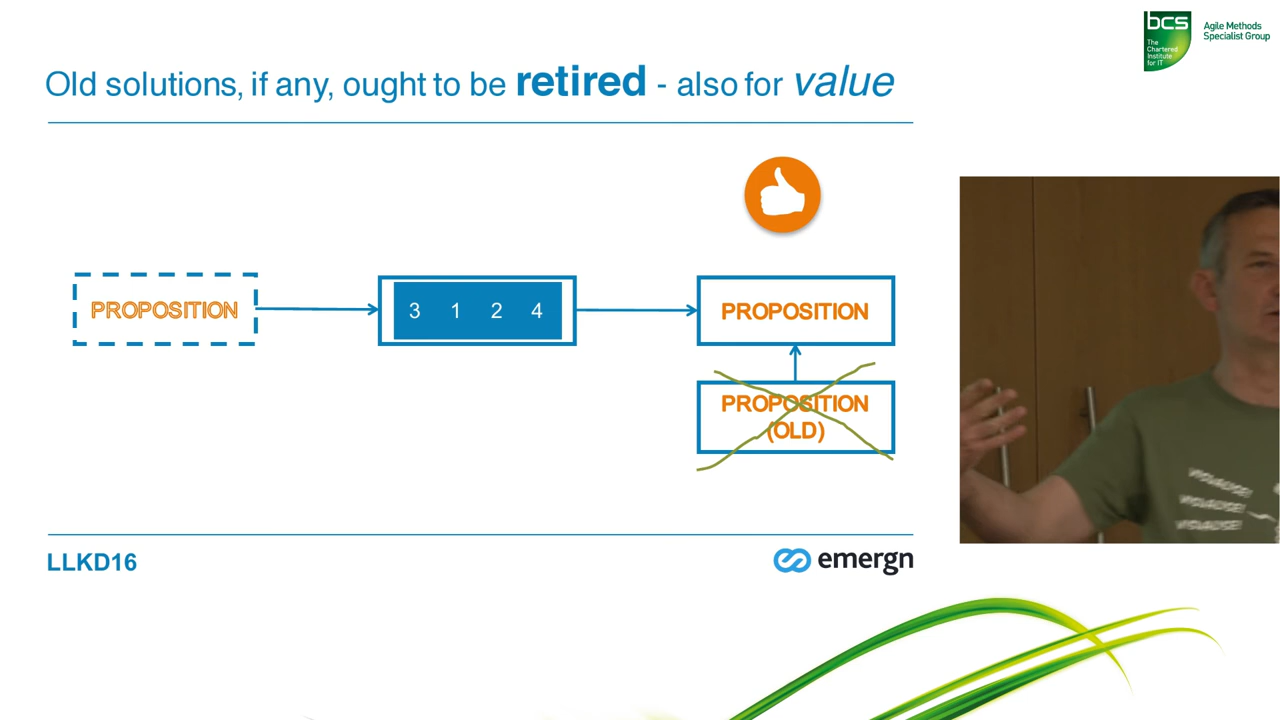 bcs
The
Chartered
Institute
for IT
Agile Methods
Specialist Group
Old solutions, if any, ought to be retired - also for value
PROPOSITION
3 1 2 4
PROPOSITION
PROPOSITION
(OLD)
LLKD16
emergn